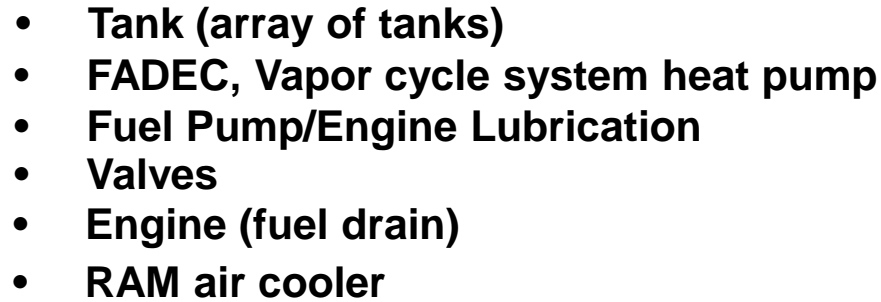 • Tank (array of tanks)
• FADEC, Vapor cycle system heat pump
• Fuel Pump/Engine Lubrication
• Valves
• Engine (fuel drain)
• RAM air cooler